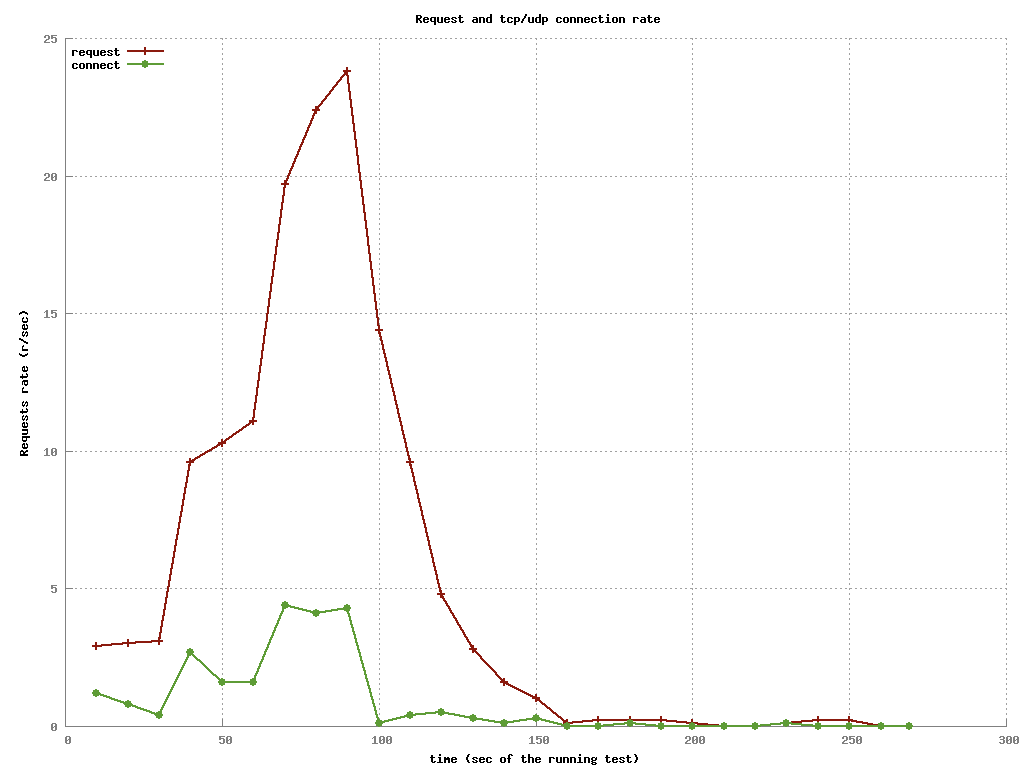 Request and tcp/udp connection rate
request
connect
25
20
15
10
5
0
Requests rate (r/sec)
0 50 100 150 200 250 300
time (sec of the running test)